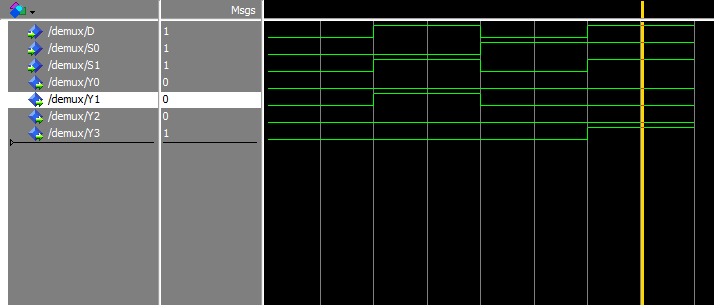 Msgs
/demux/D 1
/demux/S0 1
/demux/S1 1
/demux/Y0 0
/demux/Y1 0
/demux/Y2 0
/demux/Y3 1